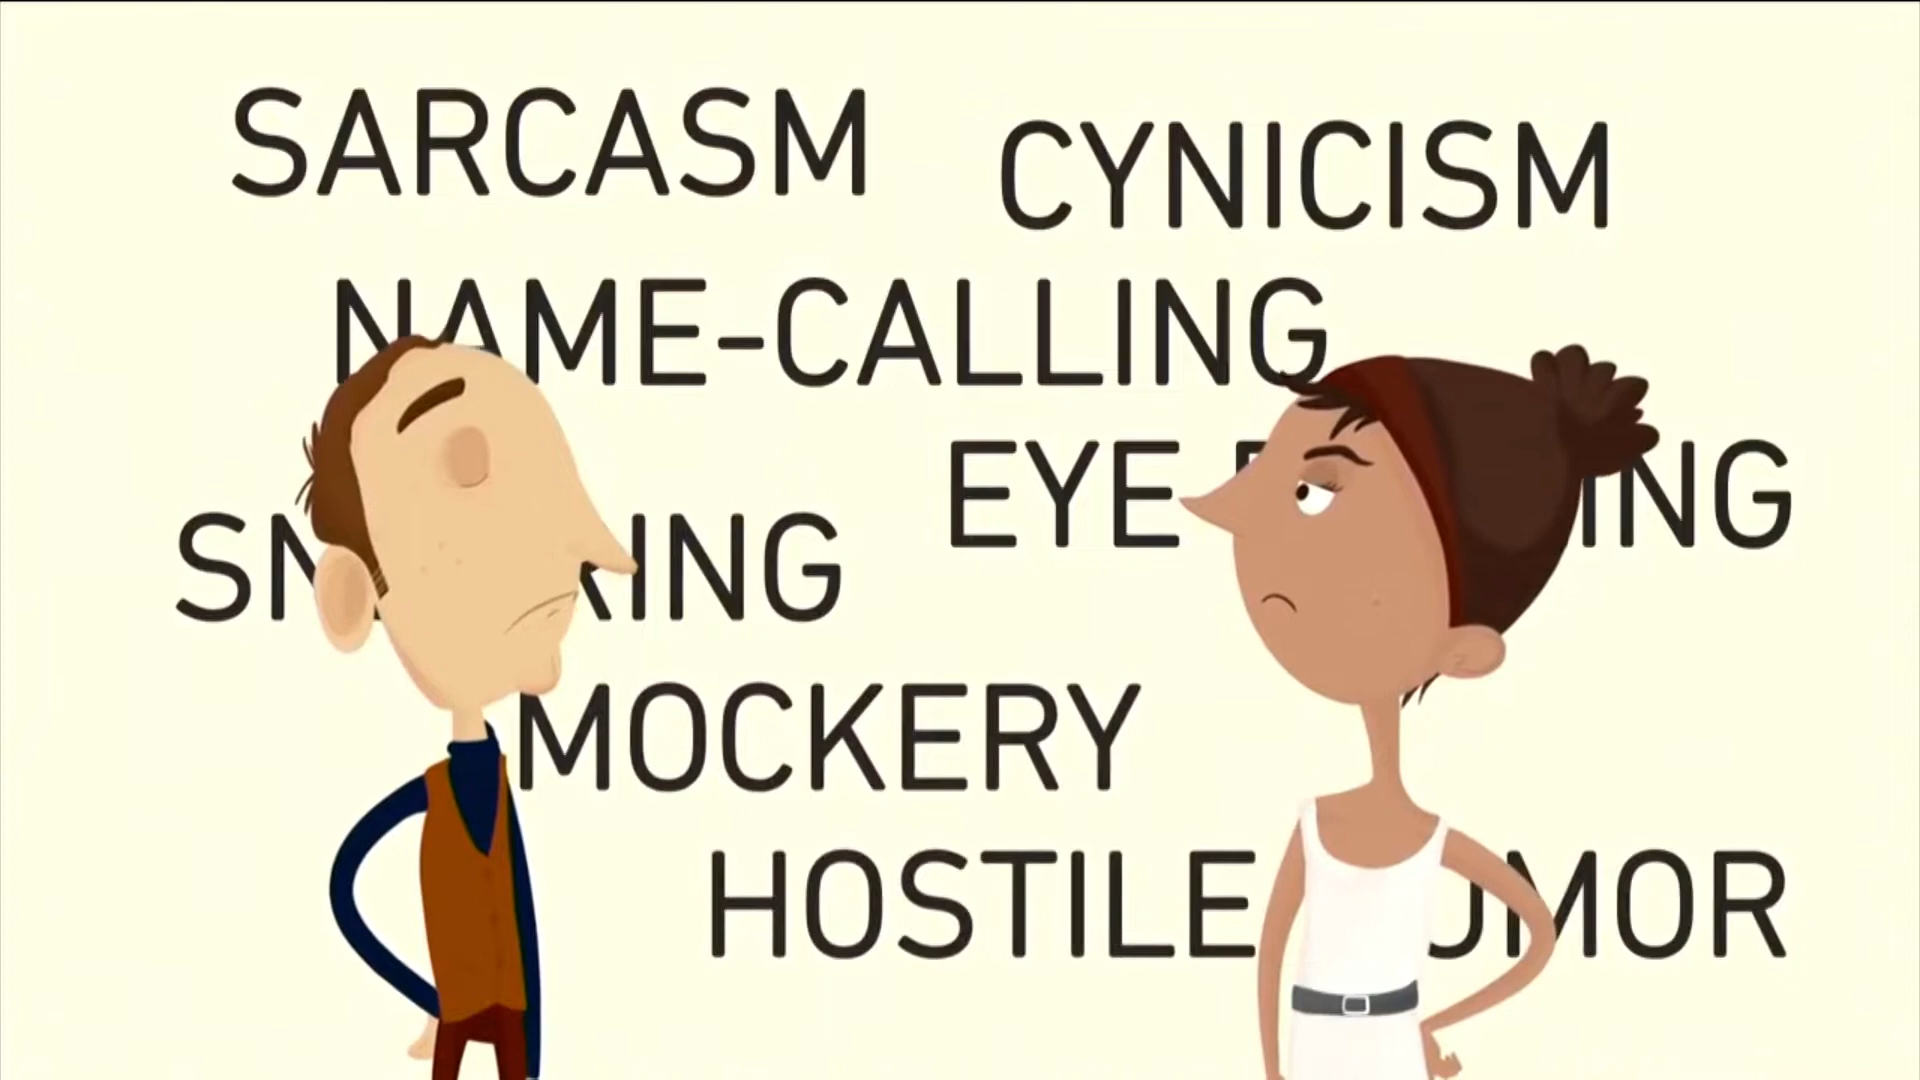 SARCASM
CYNICISM
NAME-CALLING
EYE
MOCKERY
HOSTILE